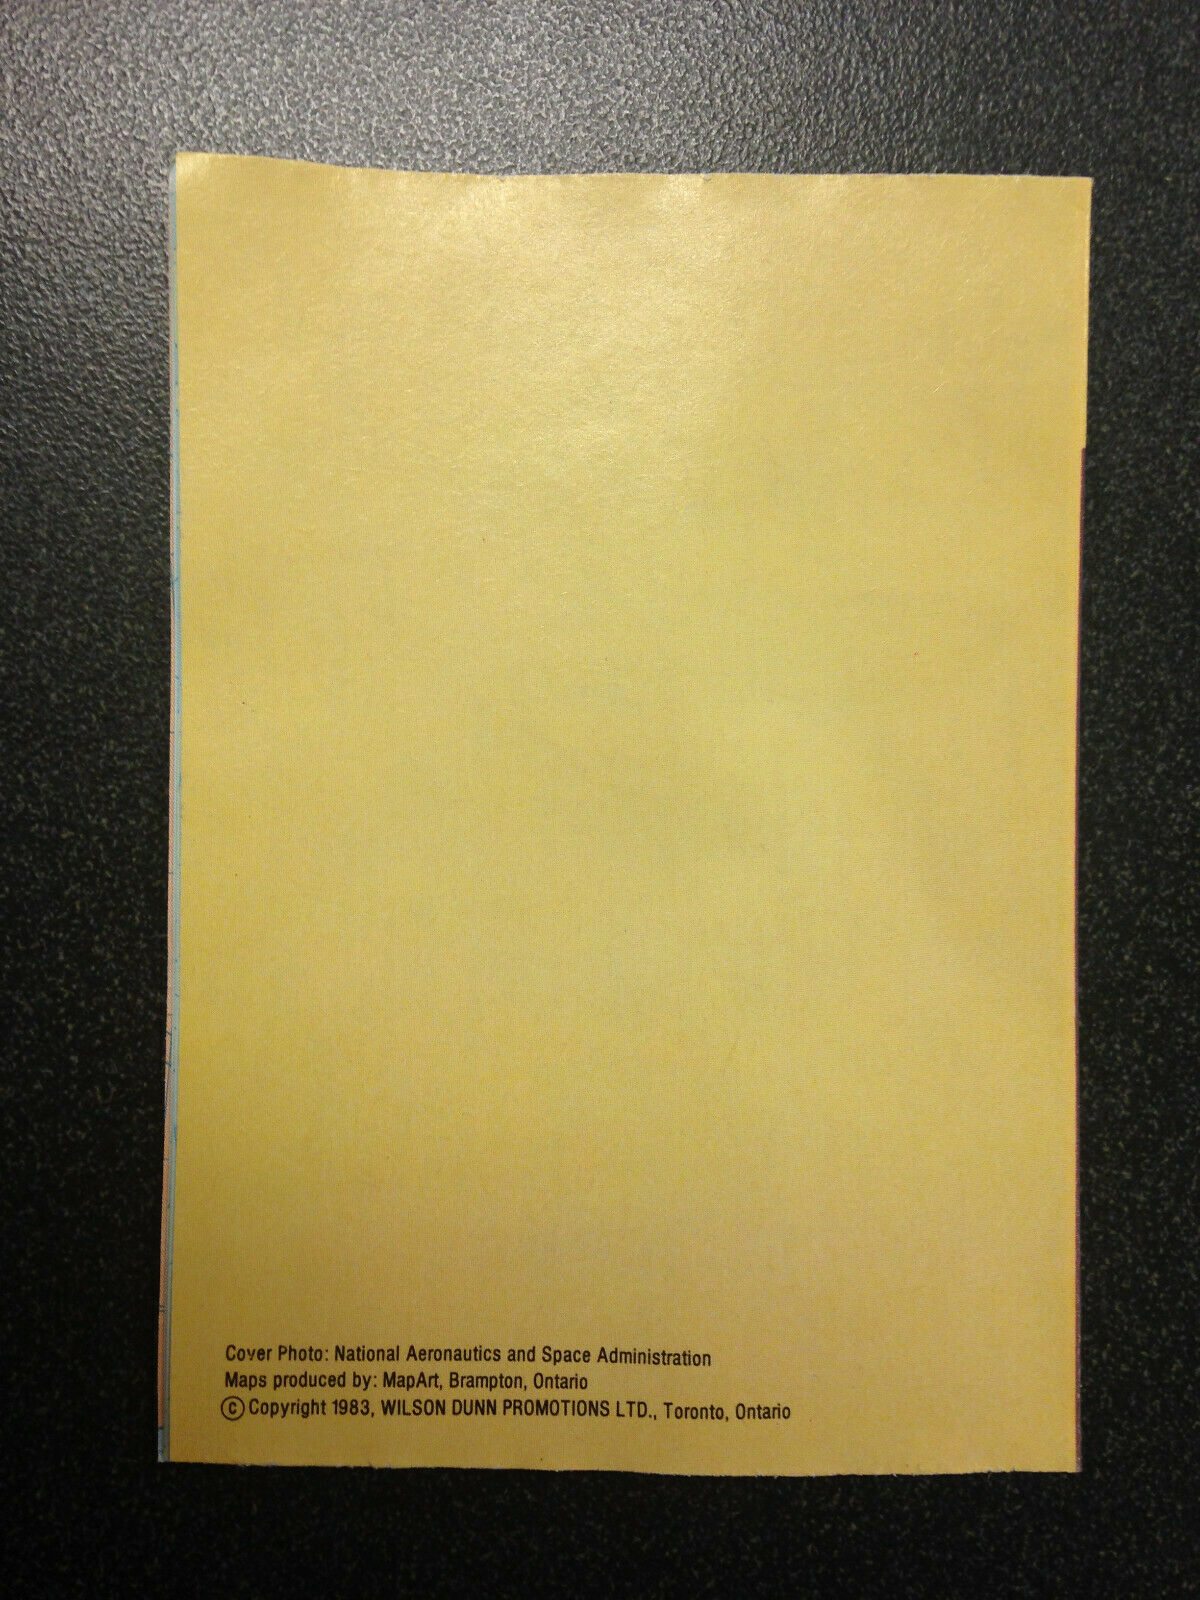 Cover Photo: National Aeronautics and Space Administration
Maps produced by: MapArt, Brampton, Ontario
© Copyright 1983, WILSON DUNN PROMOTIONS LTD., Toronto, Ontario